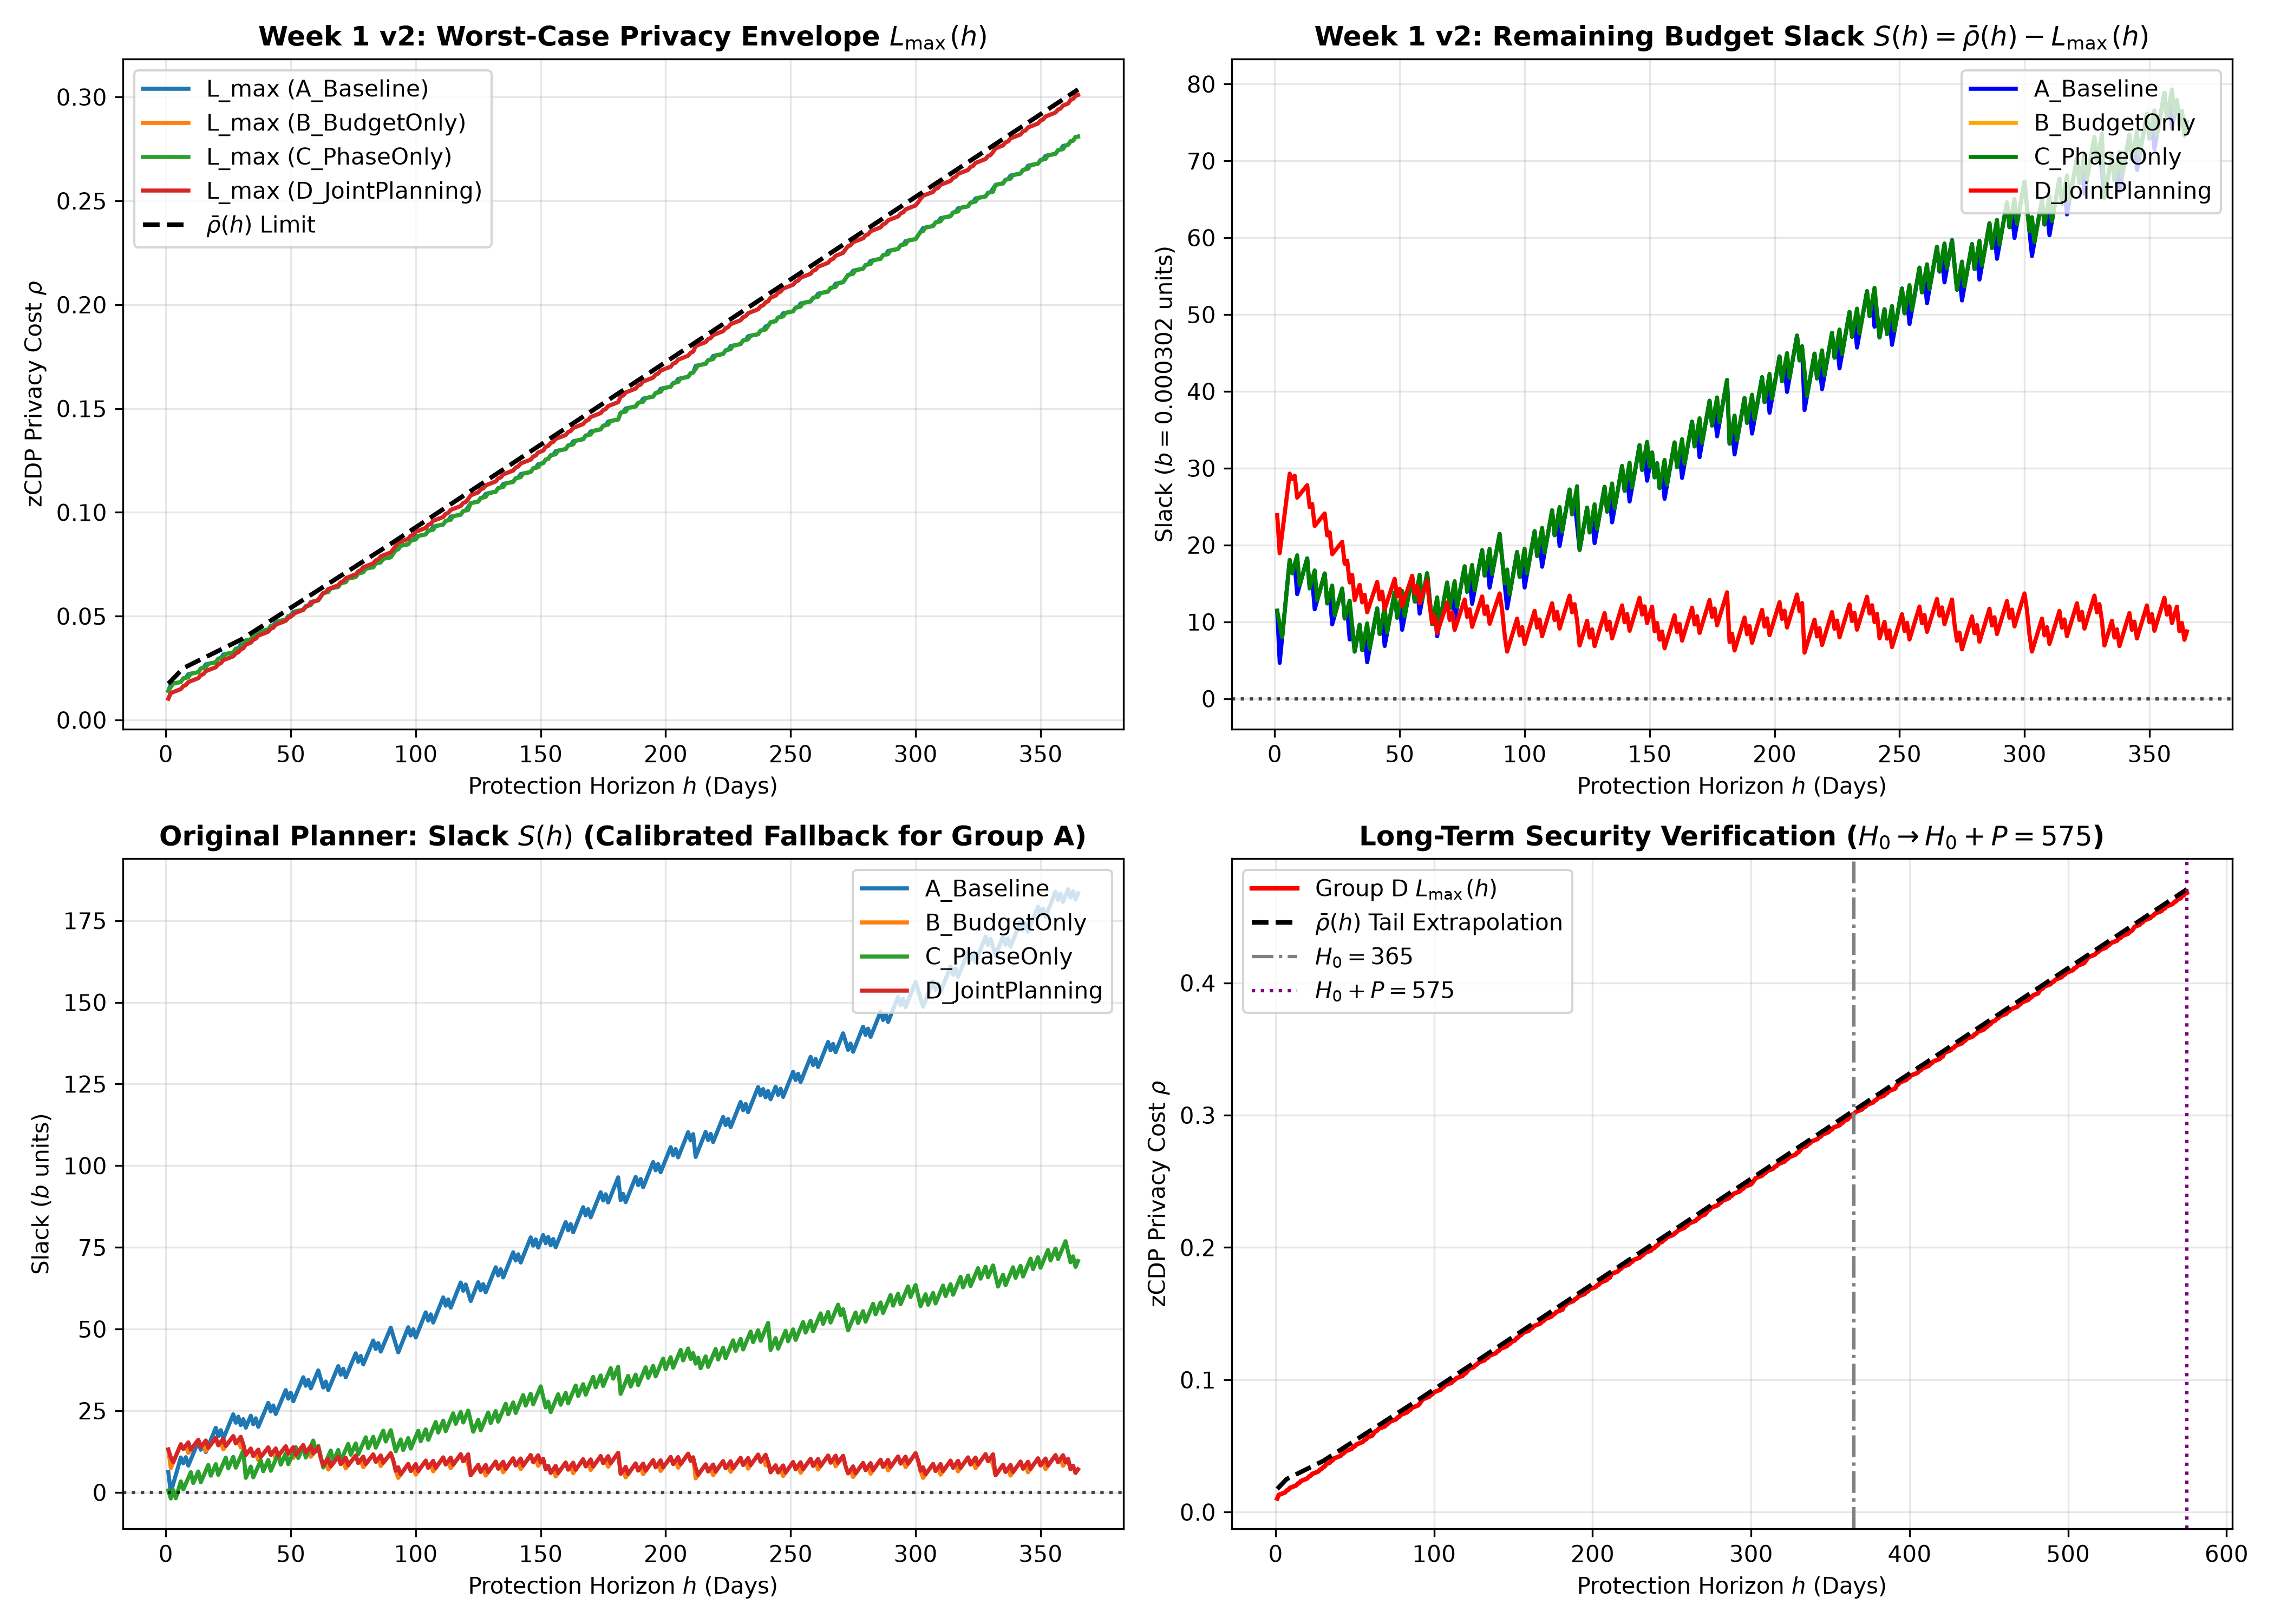 Week 1 v2: Worst-Case Privacy Envelope L_max(h)
L_max (A_Baseline)
L_max (B_BudgetOnly)
L_max (C_PhaseOnly)
L_max (D_JointPlanning)
ρ̄(h) Limit
zCDP Privacy Cost ρ
0.30
0.25
0.20
0.15
0.10
0.05
0.00
0 50 100 150 200 250 300 350
Protection Horizon h (Days)
Week 1 v2: Remaining Budget Slack S(h) = ρ̄(h) − L_max(h)
A_Baseline
B_BudgetOnly
C_PhaseOnly
D_JointPlanning
Slack (b = 0.000302 units)
80
70
60
50
40
30
20
10
0
0 50 100 150 200 250 300 350
Protection Horizon h (Days)
Original Planner: Slack S(h) (Calibrated Fallback for Group A)
A_Baseline
B_BudgetOnly
C_PhaseOnly
D_JointPlanning
Slack (b units)
175
150
125
100
75
50
25
0
0 50 100 150 200 250 300 350
Protection Horizon h (Days)
Long-Term Security Verification (H₀ → H₀ + P = 575)
Group D L_max(h)
ρ̄(h) Tail Extrapolation
H₀ = 365
H₀ + P = 575
zCDP Privacy Cost ρ
0.4
0.3
0.2
0.1
0.0
0 100 200 300 400 500 600
Protection Horizon h (Days)